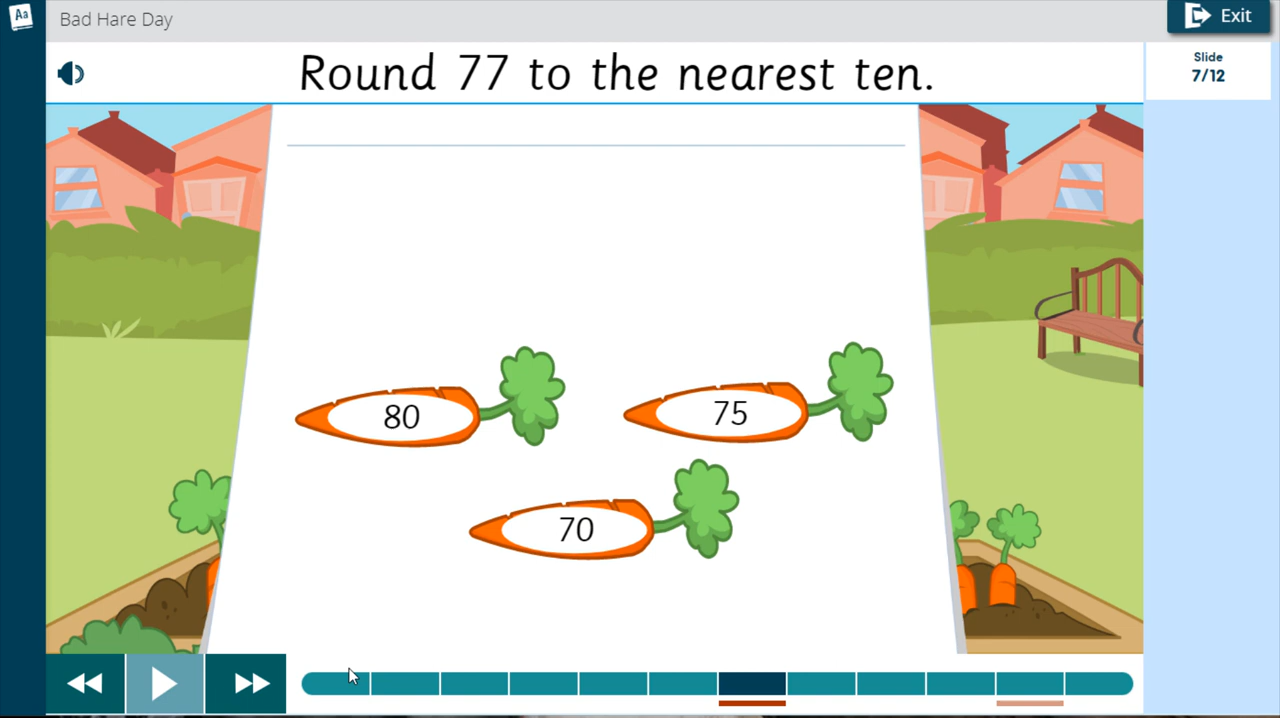 Aa
Bad Hare Day
Exit
Round 77 to the nearest ten.
Slide
7/12
80
75
70